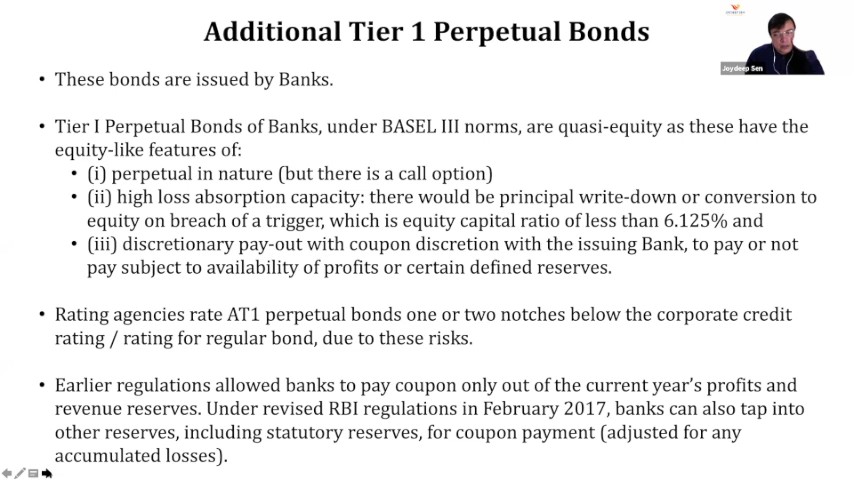 Additional Tier 1 Perpetual Bonds
Joydeep Sen
• These bonds are issued by Banks.
• Tier I Perpetual Bonds of Banks, under BASEL III norms, are quasi-equity as these have the
equity-like features of:
• (i) perpetual in nature (but there is a call option)
• (ii) high loss absorption capacity: there would be principal write-down or conversion to
equity on breach of a trigger, which is equity capital ratio of less than 6.125% and
• (iii) discretionary pay-out with coupon discretion with the issuing Bank, to pay or not
pay subject to availability of profits or certain defined reserves.
• Rating agencies rate AT1 perpetual bonds one or two notches below the corporate credit
rating / rating for regular bond, due to these risks.
• Earlier regulations allowed banks to pay coupon only out of the current year’s profits and
revenue reserves. Under revised RBI regulations in February 2017, banks can also tap into
other reserves, including statutory reserves, for coupon payment (adjusted for any
accumulated losses).